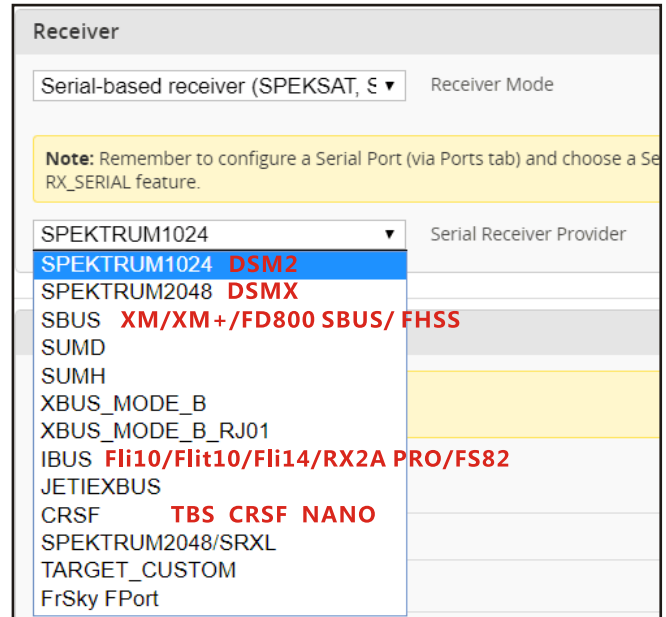 Receiver
Serial-based receiver (SPEKSAT, S Receiver Mode
Note: Remember to configure a Serial Port (via Ports tab) and choose a Se
RX_SERIAL feature.
SPEKTRUM1024 Serial Receiver Provider
SPEKTRUM1024 DSM2
SPEKTRUM2048 DSMX
SBUS XM/XM+/FD800 SBUS/ FHSS
SUMD
SUMH
XBUS_MODE_B
XBUS_MODE_B_RJ01
IBUS Fli10/Flit10/Fli14/RX2A PRO/FS82
JETIEXBUS
CRSF TBS CRSF NANO
SPEKTRUM2048/SRXL
TARGET_CUSTOM
FrSky FPort